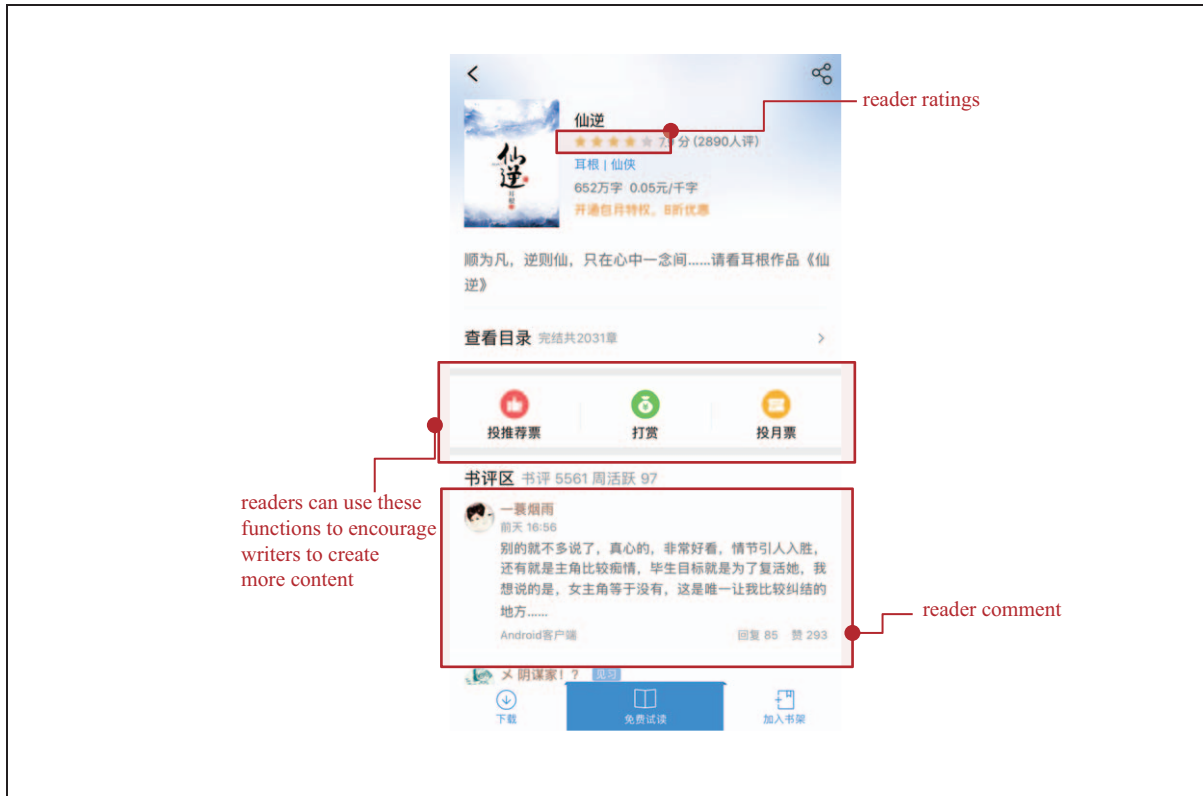 仙逆
reader ratings
分 (2890人评)
耳根 | 仙侠
652万字 0.05元/千字
开通包月特权，8折优惠
仙逆
耳根
顺为凡，逆则仙，只在心中一念间......请看耳根作品《仙
逆》
查看目录 完结共2031章
投推荐票 打赏 投月票
书评区 书评 5561 周活跃 97
readers can use these
functions to encourage
writers to create
more content
一蓑烟雨
前天 16:56
别的就不多说了，真心的，非常好看，情节引人入胜，
还有就是主角比较痴情，毕生目标就是为了复活她，我
想说的是，女主角等于没有，这是唯一让我比较纠结的
地方......
Android客户端 回复 85 赞 293
reader comment
乄 阴谋家！？ 见习
下载 免费试读 加入书架